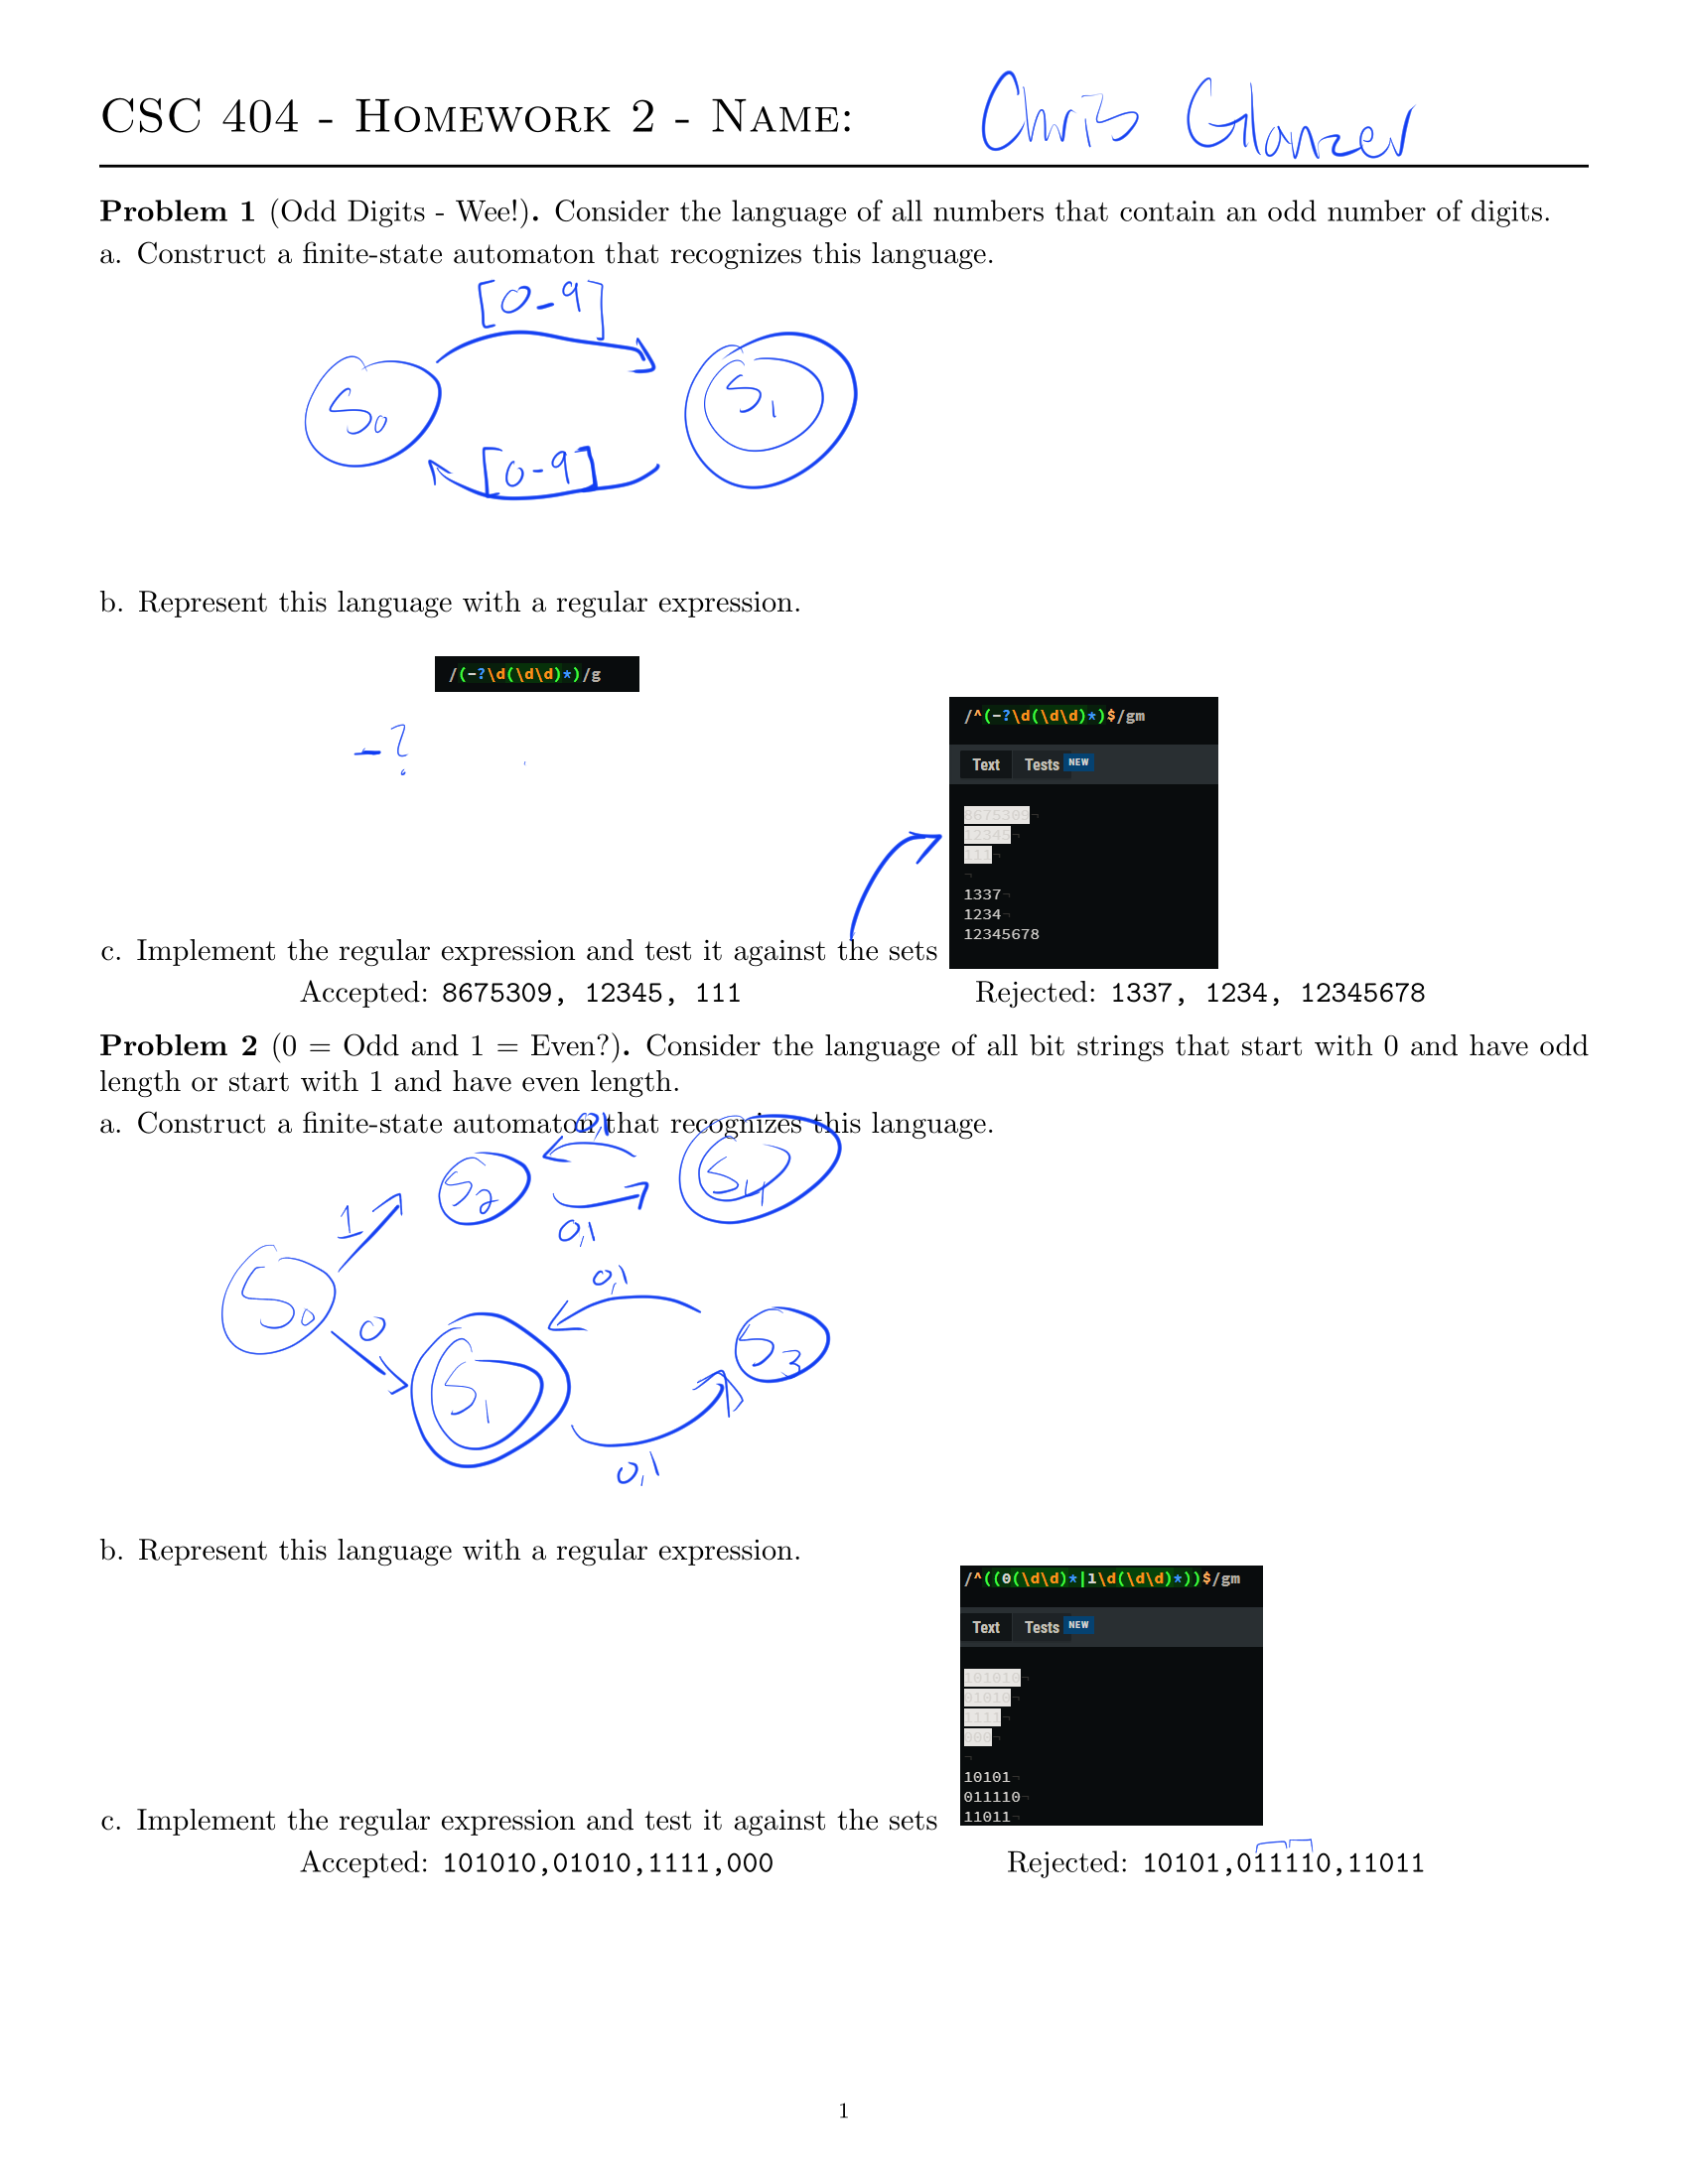 CSC 404 - Homework 2 - Name: Chris Glanzer
Problem 1 (Odd Digits - Wee!). Consider the language of all numbers that contain an odd number of digits.
a. Construct a finite-state automaton that recognizes this language.
[0-9]
S0 S1
[0-9]
b. Represent this language with a regular expression.
/(-?\d(\d\d)*)/g
-?
/^(-?\d(\d\d)*)$/gm
Text Tests NEW
8675309¬
12345¬
111¬
¬
1337¬
1234¬
12345678
c. Implement the regular expression and test it against the sets
Accepted: 8675309, 12345, 111 Rejected: 1337, 1234, 12345678
Problem 2 (0 = Odd and 1 = Even?). Consider the language of all bit strings that start with 0 and have odd
length or start with 1 and have even length.
a. Construct a finite-state automaton that recognizes this language.
0,1
S2 S4
1 0,1
S0 0,1
0 S3
S1
0,1
b. Represent this language with a regular expression.
/^((0(\d\d)*|1\d(\d\d)*))$/gm
Text Tests NEW
101010¬
01010¬
1111¬
000¬
¬
10101¬
011110¬
11011¬
c. Implement the regular expression and test it against the sets
Accepted: 101010,01010,1111,000 Rejected: 10101,011110,11011
1